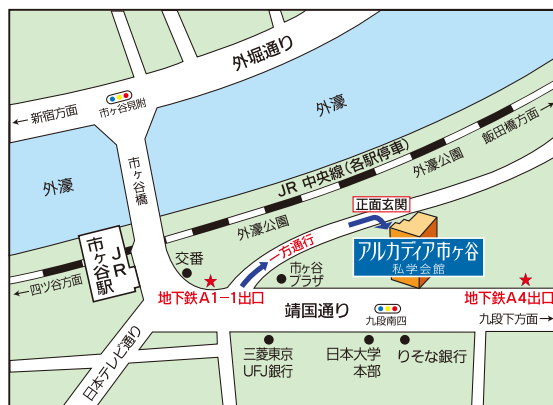 外堀通り
市ヶ谷見附
←新宿方面
外濠
市ヶ谷橋
飯田橋方面→
外濠
JR 中央線(各駅停車)
外濠公園
正面玄関
外濠公園
一方通行
アルカディア市ヶ谷
私学会館
JR
市ヶ谷駅
交番
市ヶ谷
プラザ
←四ツ谷方面
地下鉄A1-1出口
地下鉄A4出口
靖国通り
九段南四
九段下方面→
日本テレビ通り
三菱東京
UFJ銀行
日本大学
本部
りそな銀行